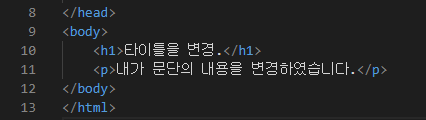 8 </head>
9 <body>
10 <h1>타이틀을 변경.</h1>
11 <p>내가 문단의 내용을 변경하였습니다.</p>
12 </body>
13 </html>